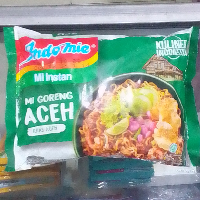 Indomie
Mi Instan
KULINER
INDONESIA
MI GORENG
ACEH